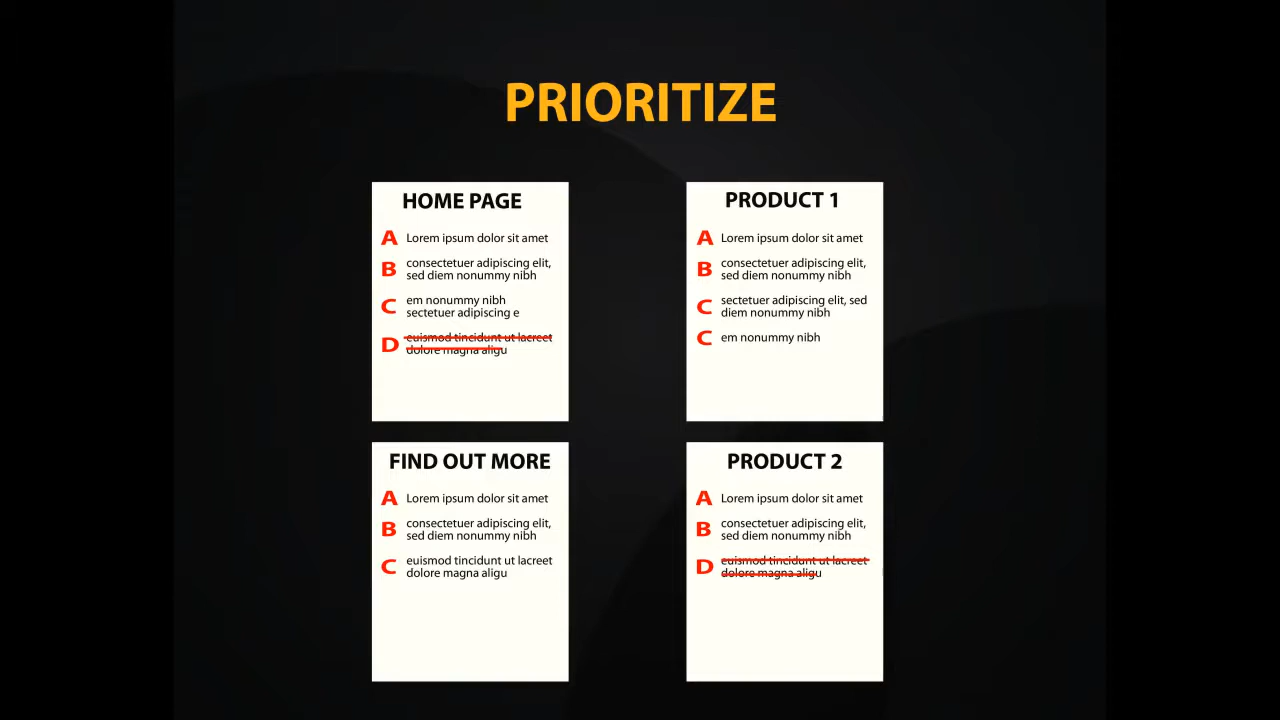 PRIORITIZE
HOME PAGE
A Lorem ipsum dolor sit amet
B consectetuer adipiscing elit,
sed diem nonummy nibh
C em nonummy nibh
sectetuer adipiscing e
D euismod tincidunt ut lacreet
dolore magna aligu
PRODUCT 1
A Lorem ipsum dolor sit amet
B consectetuer adipiscing elit,
sed diem nonummy nibh
C sectetuer adipiscing elit, sed
diem nonummy nibh
C em nonummy nibh
FIND OUT MORE
A Lorem ipsum dolor sit amet
B consectetuer adipiscing elit,
sed diem nonummy nibh
C euismod tincidunt ut lacreet
dolore magna aligu
PRODUCT 2
A Lorem ipsum dolor sit amet
B consectetuer adipiscing elit,
sed diem nonummy nibh
D euismod tincidunt ut lacreet
dolore magna aligu